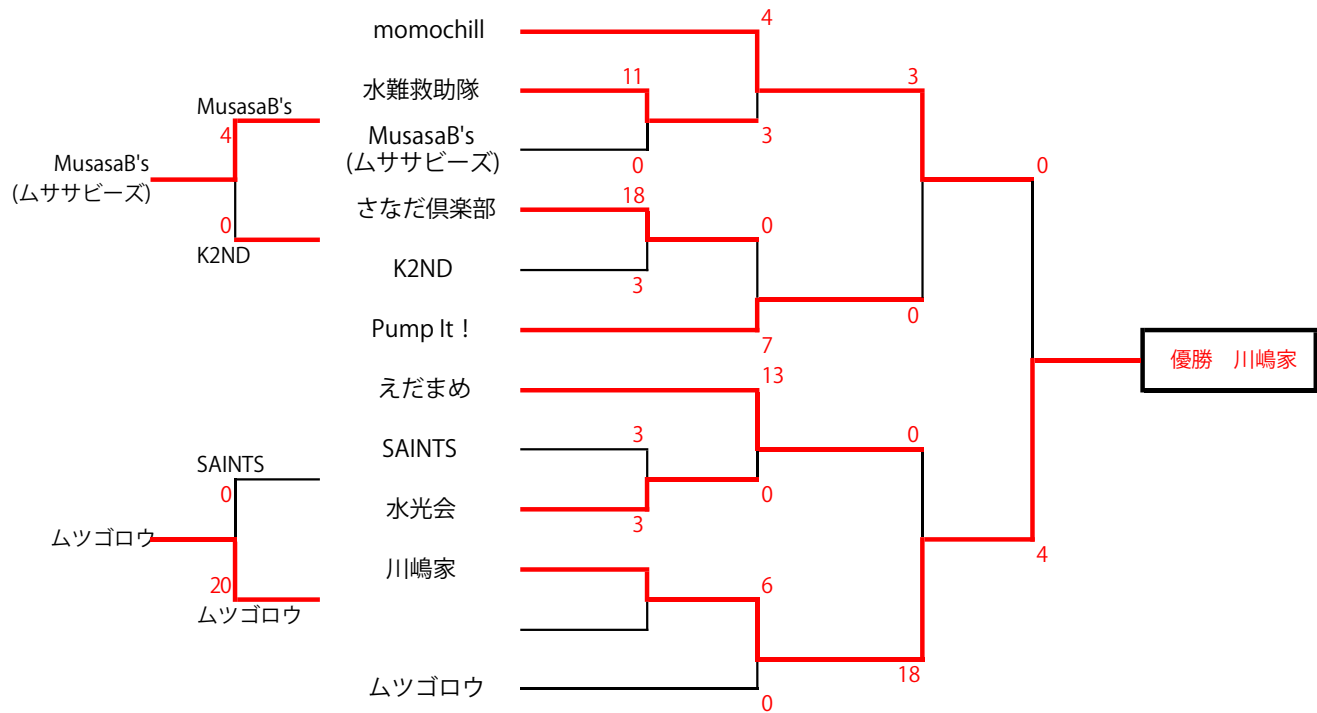 momochill
4
水難救助隊
11
3
MusasaB's
4
MusasaB's
(ムササビーズ)
0
3
MusasaB's
(ムササビーズ)
0
さなだ倶楽部
18
0
0
K2ND
K2ND
3
Pump It！
7
0
優勝　川嶋家
えだまめ
13
SAINTS
3
0
SAINTS
0
水光会
3
0
ムツゴロウ
4
川嶋家
20
ムツゴロウ
6
18
ムツゴロウ
0